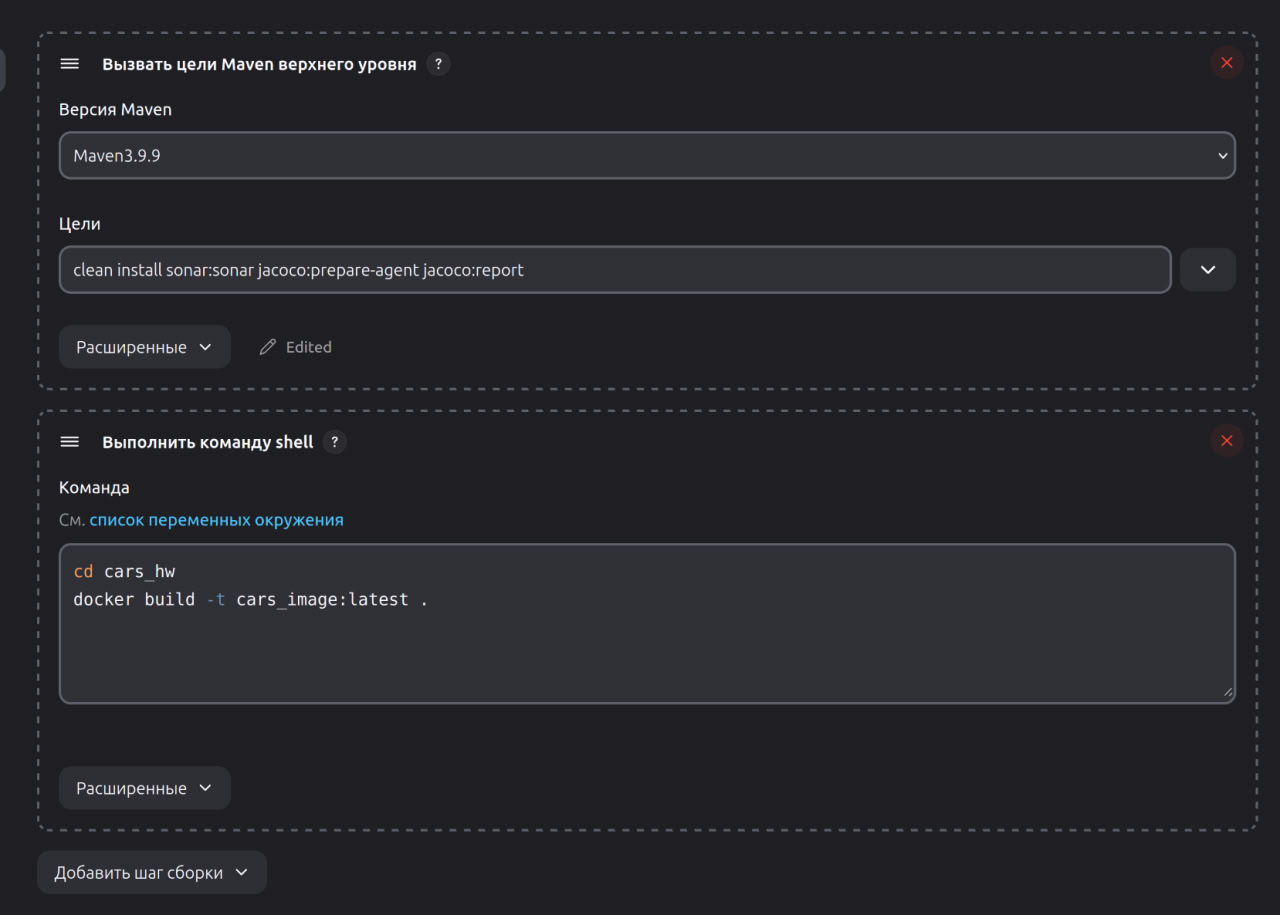 Вызвать цели Maven верхнего уровня ?
Версия Maven
Maven3.9.9
Цели
clean install sonar:sonar jacoco:prepare-agent jacoco:report
Расширенные
Edited
Выполнить команду shell ?
Команда
См. список переменных окружения
cd cars_hw
docker build -t cars_image:latest .
Расширенные
Добавить шаг сборки